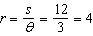 r = s/θ = 12/3 = 4